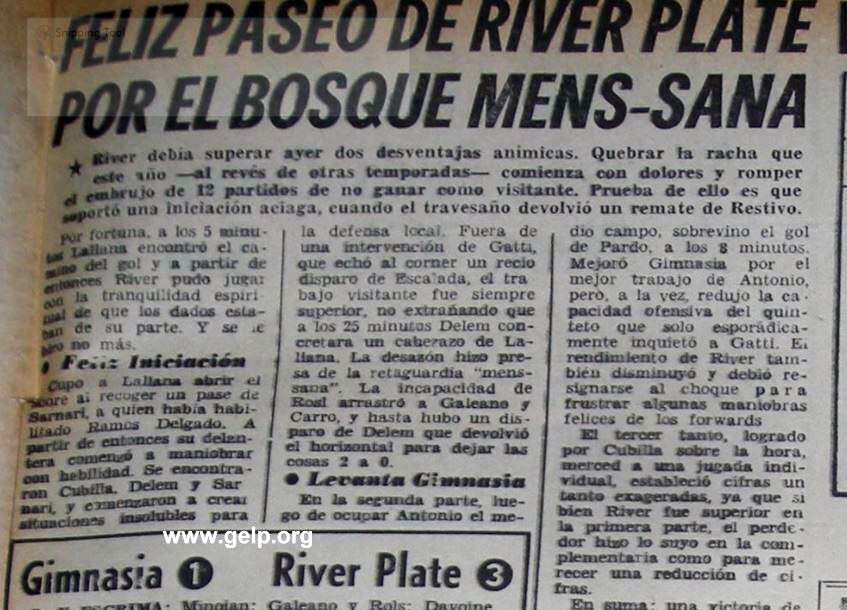 Snipping Tool
FELIZ PASEO DE RIVER PLATE
POR EL BOSQUE MENS-SANA
★ River debía superar ayer dos desventajas anímicas. Quebrar la racha que
este año —al revés de otras temporadas— comienza con dolores y romper
el embrujo de 12 partidos de no ganar como visitante. Prueba de ello es que
soportó una iniciación aciaga, cuando el travesaño devolvió un remate de Restivo.
Por fortuna, a los 5 minu-
tos Lallana encontró el ca-
mino del gol y a partir de
entonces River pudo jugar
con la tranquilidad espiri-
tual de que los dados esta-
ban de su parte. Y se le
hizo no más.
● Feliz Iniciación
Cupo a Lallana abrir el
score al recoger un pase de
Sarnari, a quien había habi-
litado Ramos Delgado. A
partir de entonces su delan-
tera comenzó a maniobrar
con habilidad. Se encontra-
ron Cubilla, Delem y Sar
nari, y comenzaron a crear
situaciones insolubles para
la defensa local. Fuera de
una intervención de Gatti,
que echó al corner un recio
disparo de Escalada, el tra
bajo visitante fue siempre
superior, no extrañando que
a los 25 minutos Delem con-
cretara un cabezazo de La-
llana. La desazón hizo pre-
sa de la retaguardia "mens-
sana". La incapacidad de
Rosl arrastró a Galeano y
Carro, y hasta hubo un dis-
paro de Delem que devolvió
el horizontal para dejar las
cosas 2 a 0.
● Levanta Gimnasia
En la segunda parte, lue-
go de ocupar Antonio el me-
dio campo, sobrevino el gol
de Pardo, a los 8 minutos.
Mejoró Gimnasia por el
mejor trabajo de Antonio,
pero, a la vez, redujo la ca-
pacidad ofensiva del quin-
teto que solo esporádica-
mente inquietó a Gatti. El
rendimiento de River tam-
bién disminuyó y debió re-
signarse al choque para
frustrar algunas maniobras
felices de los forwards
El tercer tanto, logrado
por Cubilla sobre la hora,
merced a una jugada indi-
vidual, estableció cifras un
tanto exageradas, ya que si
bien River fue superior en
la primera parte, el perde-
dor hizo lo suyo en la com-
plementaria como para me-
recer una reducción de ci-
fras.
En suma: una victoria de
www.gelp.org
Gimnasia 1 River Plate 3
ESGRIMA: Minoian; Galeano y Rols; Davoine